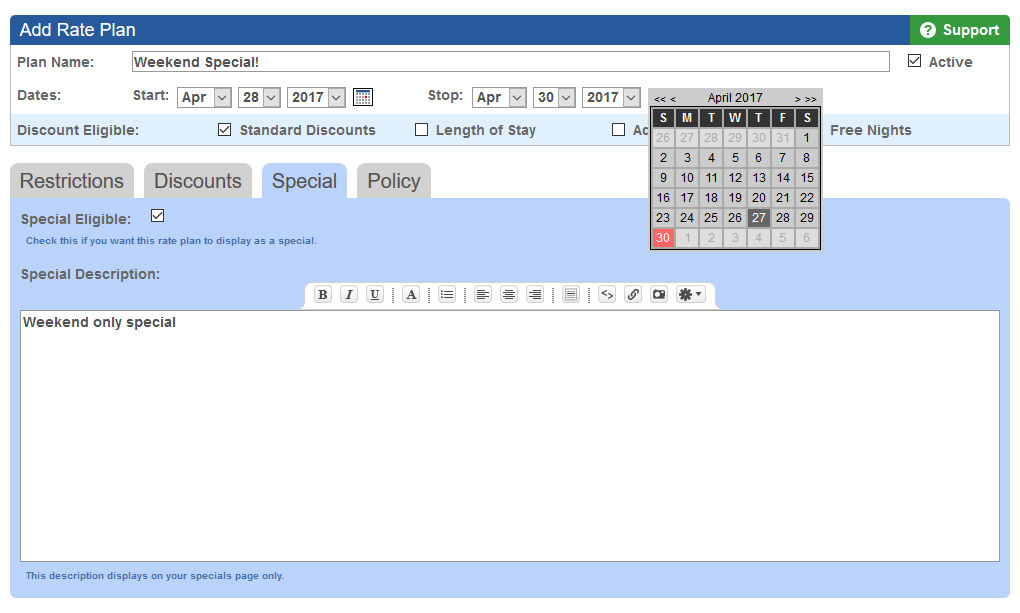 Add Rate Plan
? Support
Plan Name: Weekend Special! Active
Dates: Start: Apr 28 2017 Stop: Apr 30 2017
Discount Eligible: Standard Discounts Length of Stay Free Nights
<< < April 2017 > >>
S M T W T F S
26 27 28 29 30 31 1
2 3 4 5 6 7 8
9 10 11 12 13 14 15
16 17 18 19 20 21 22
23 24 25 26 27 28 29
30 1 2 3 4 5 6
Restrictions Discounts Special Policy
Special Eligible:
Check this if you want this rate plan to display as a special.
Special Description:
B I U A <>
Weekend only special
This description displays on your specials page only.